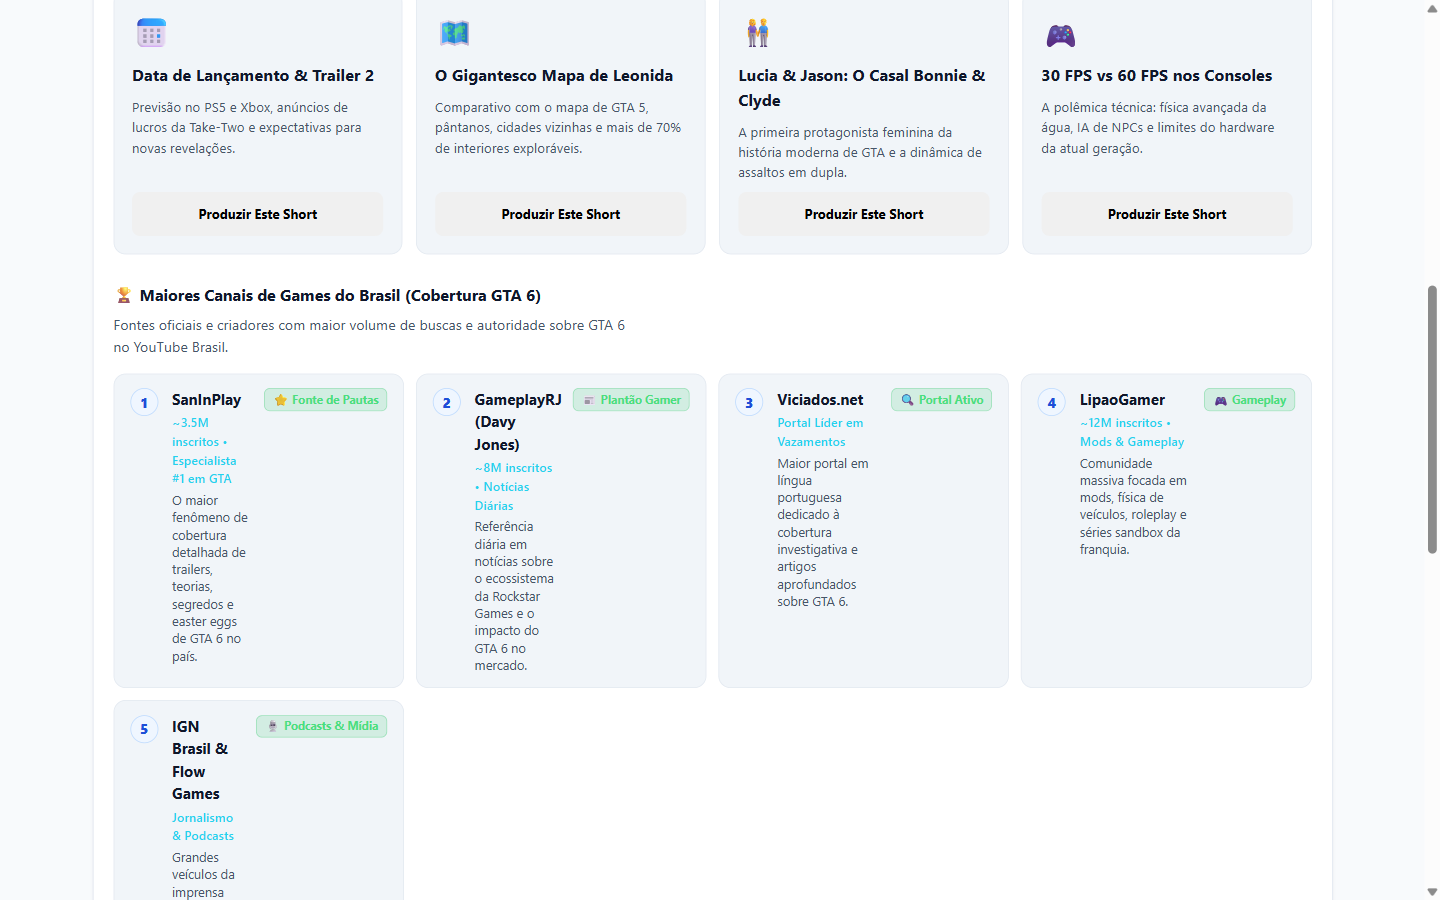 Data de Lançamento & Trailer 2
Previsão no PS5 e Xbox, anúncios de
lucros da Take-Two e expectativas para
novas revelações.
Produzir Este Short
O Gigantesco Mapa de Leonida
Comparativo com o mapa de GTA 5,
pântanos, cidades vizinhas e mais de 70%
de interiores exploráveis.
Produzir Este Short
Lucia & Jason: O Casal Bonnie &
Clyde
A primeira protagonista feminina da
história moderna de GTA e a dinâmica de
assaltos em dupla.
Produzir Este Short
30 FPS vs 60 FPS nos Consoles
A polêmica técnica: física avançada da
água, IA de NPCs e limites do hardware
da atual geração.
Produzir Este Short
🏆 Maiores Canais de Games do Brasil (Cobertura GTA 6)
Fontes oficiais e criadores com maior volume de buscas e autoridade sobre GTA 6
no YouTube Brasil.
1
SanInPlay
⭐ Fonte de Pautas
~3.5M
inscritos •
Especialista
#1 em GTA
O maior
fenômeno de
cobertura
detalhada de
trailers,
teorias,
segredos e
easter eggs
de GTA 6 no
país.
2
GameplayRJ
(Davy
Jones)
Plantão Gamer
~8M inscritos
• Notícias
Diárias
Referência
diária em
notícias sobre
o ecossistema
da Rockstar
Games e o
impacto do
GTA 6 no
mercado.
3
Viciados.net
🔍 Portal Ativo
Portal Líder em
Vazamentos
Maior portal em
língua
portuguesa
dedicado à
cobertura
investigativa e
artigos
aprofundados
sobre GTA 6.
4
LipaoGamer
🎮 Gameplay
~12M inscritos •
Mods & Gameplay
Comunidade
massiva focada em
mods, física de
veículos, roleplay e
séries sandbox da
franquia.
5
IGN
Brasil &
Flow
Games
🎙️ Podcasts & Mídia
Jornalismo
& Podcasts
Grandes
veículos da
imprensa